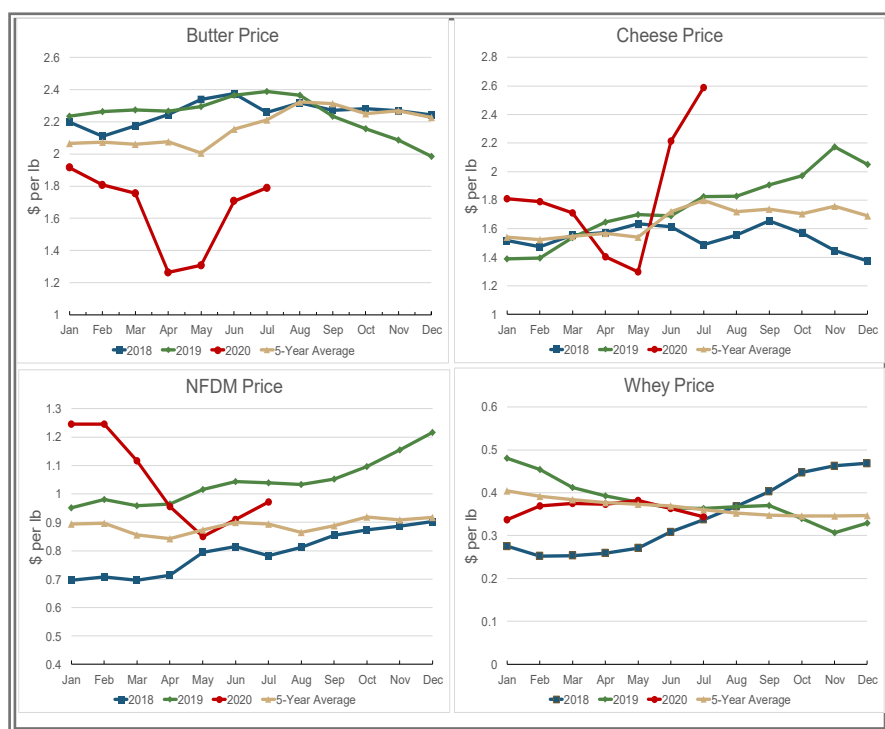 Butter Price
2.6
2.4
2.2
2
1.8
1.6
1.4
1.2
1
$ per lb
Jan Feb Mar Apr May Jun Jul Aug Sep Oct Nov Dec
2018 2019 2020 5-Year Average
Cheese Price
2.8
2.6
2.4
2.2
2
1.8
1.6
1.4
1.2
1
$ per lb
Jan Feb Mar Apr May Jun Jul Aug Sep Oct Nov Dec
2018 2019 2020 5-Year Average
NFDM Price
1.3
1.2
1.1
1
0.9
0.8
0.7
0.6
0.5
0.4
$ per lb
Jan Feb Mar Apr May Jun Jul Aug Sep Oct Nov Dec
2018 2019 2020 5-Year Average
Whey Price
0.6
0.5
0.4
0.3
0.2
0.1
0
$ per lb
Jan Feb Mar Apr May Jun Jul Aug Sep Oct Nov Dec
2018 2019 2020 5-Year Average